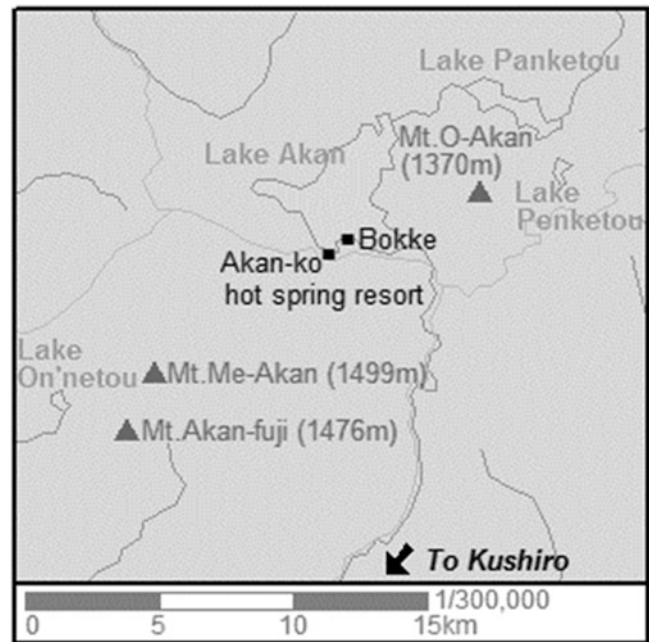 Lake Panketou
Mt.O-Akan
(1370m)
Lake Akan
Lake
Penketou
Bokke
Akan-ko
hot spring resort
Lake
On'netou
Mt.Me-Akan (1499m)
Mt.Akan-fuji (1476m)
To Kushiro
1/300,000
0 5 10 15km